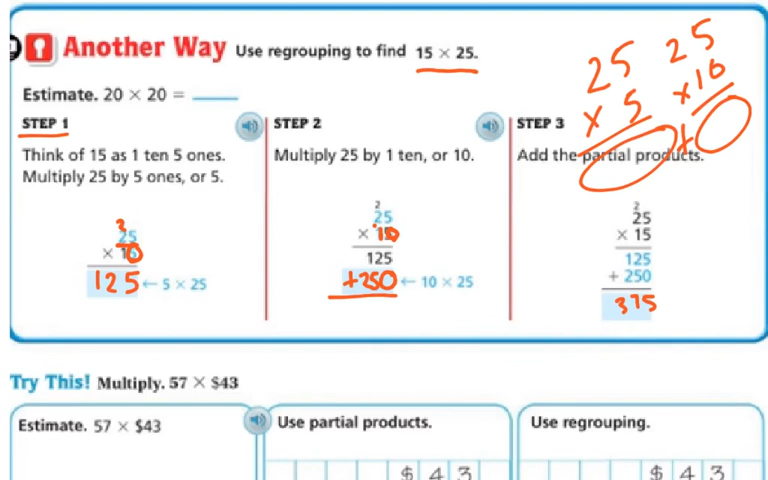 Another Way Use regrouping to find 15 × 25.
25 25
× 5 × 10
+
Estimate. 20 × 20 =
STEP 1
Think of 15 as 1 ten 5 ones.
Multiply 25 by 5 ones, or 5.
2
25
× 1
125 ← 5 × 25
STEP 2
Multiply 25 by 1 ten, or 10.
2
25
× 10
125
+250 ← 10 × 25
STEP 3
Add the partial products.
2
25
× 15
125
+ 250
375
Try This! Multiply. 57 × $43
Estimate. 57 × $43
Use partial products.
$ 4 3
Use regrouping.
$ 4 3